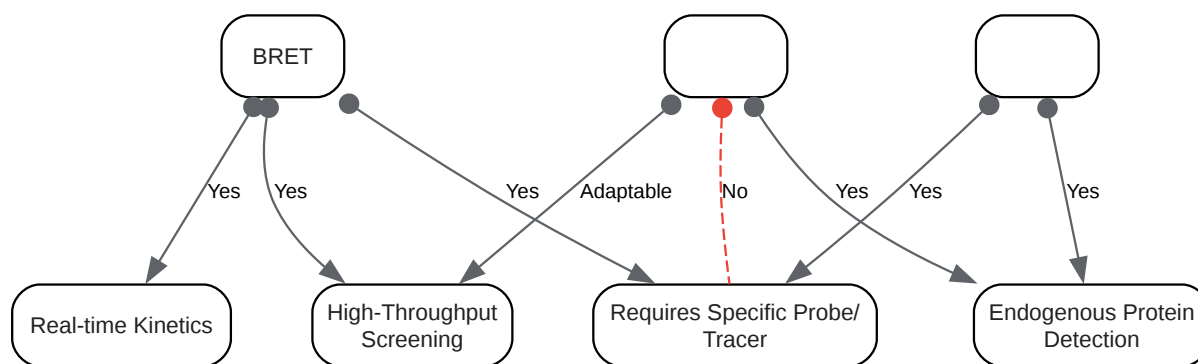 BRET
Yes
Yes
Yes
Adaptable
No
Yes
Yes
Yes
Real-time Kinetics
High-Throughput
Screening
Requires Specific Probe/
Tracer
Endogenous Protein
Detection